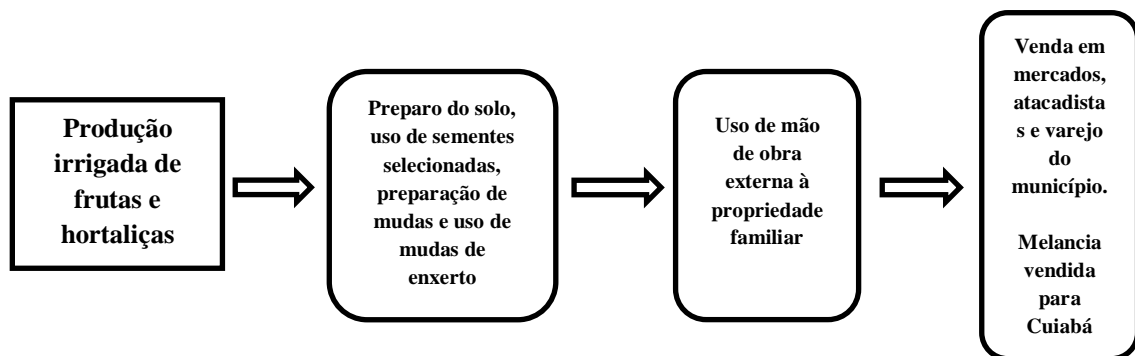 Produção
irrigada de
frutas e
hortaliças
Preparo do solo,
uso de sementes
selecionadas,
preparação de
mudas e uso de
mudas de
enxerto
Uso de mão
de obra
externa à
propriedade
familiar
Venda em
mercados,
atacadista
s e varejo
do
município.
Melancia
vendida
para
Cuiabá